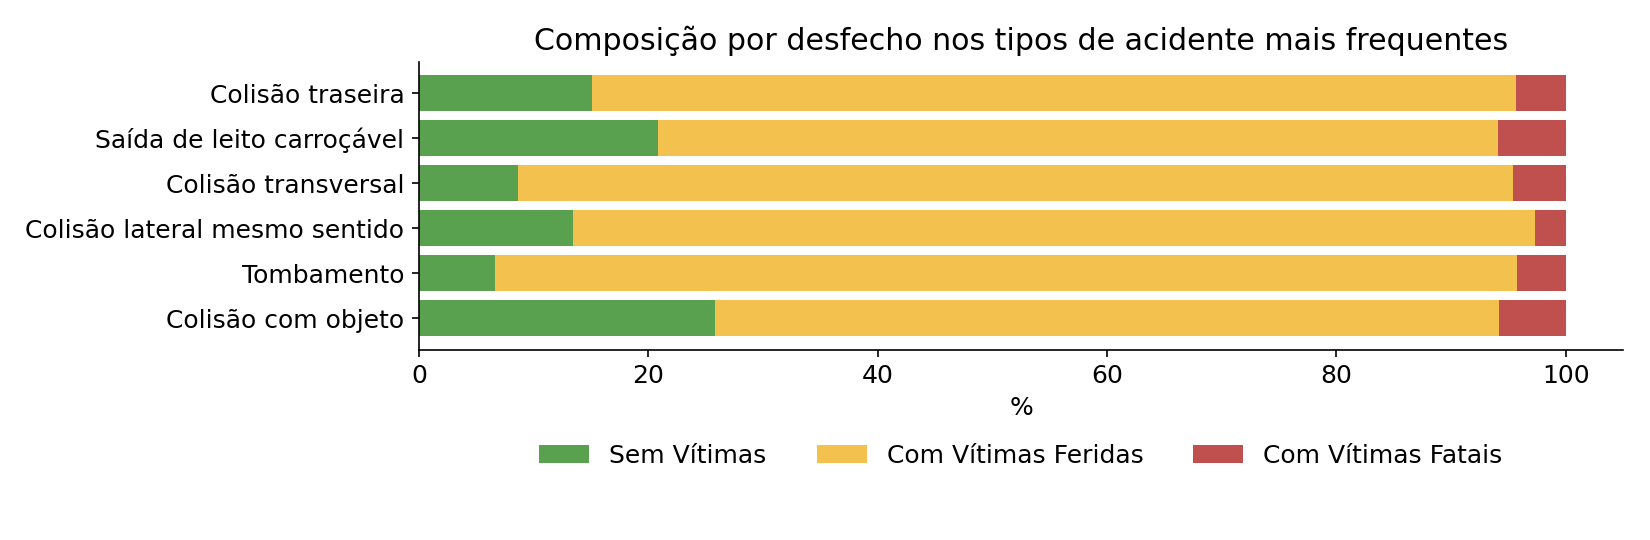 Composição por desfecho nos tipos de acidente mais frequentes
Colisão traseira
Saída de leito carroçável
Colisão transversal
Colisão lateral mesmo sentido
Tombamento
Colisão com objeto
0 20 40 60 80 100
%
Sem Vítimas Com Vítimas Feridas Com Vítimas Fatais